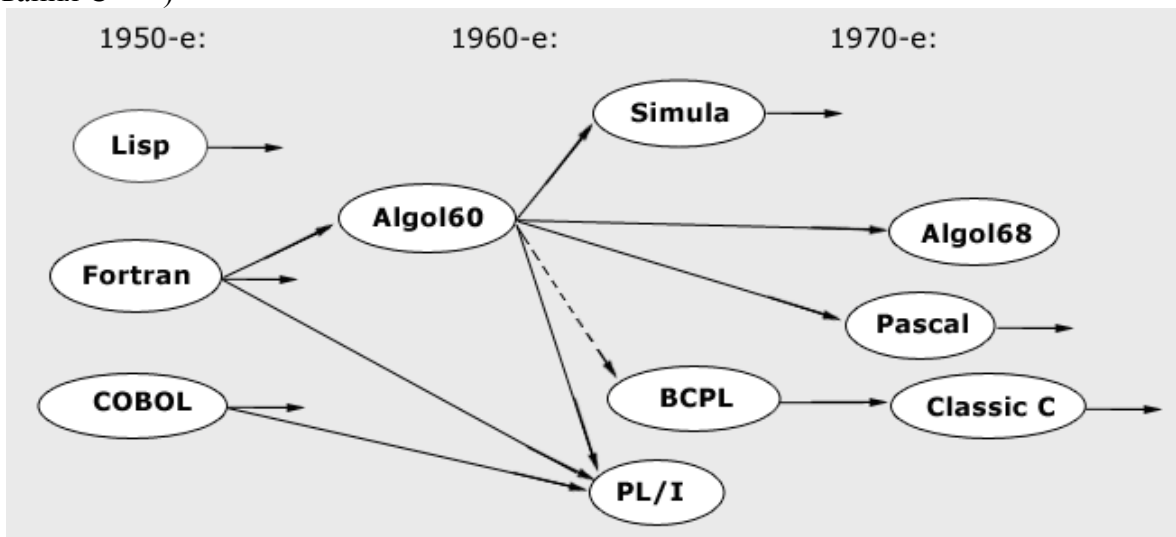 1950-е: 1960-е: 1970-е:
Simula
Lisp
Algol60
Algol68
Fortran
Pascal
COBOL
BCPL
Classic C
PL/I